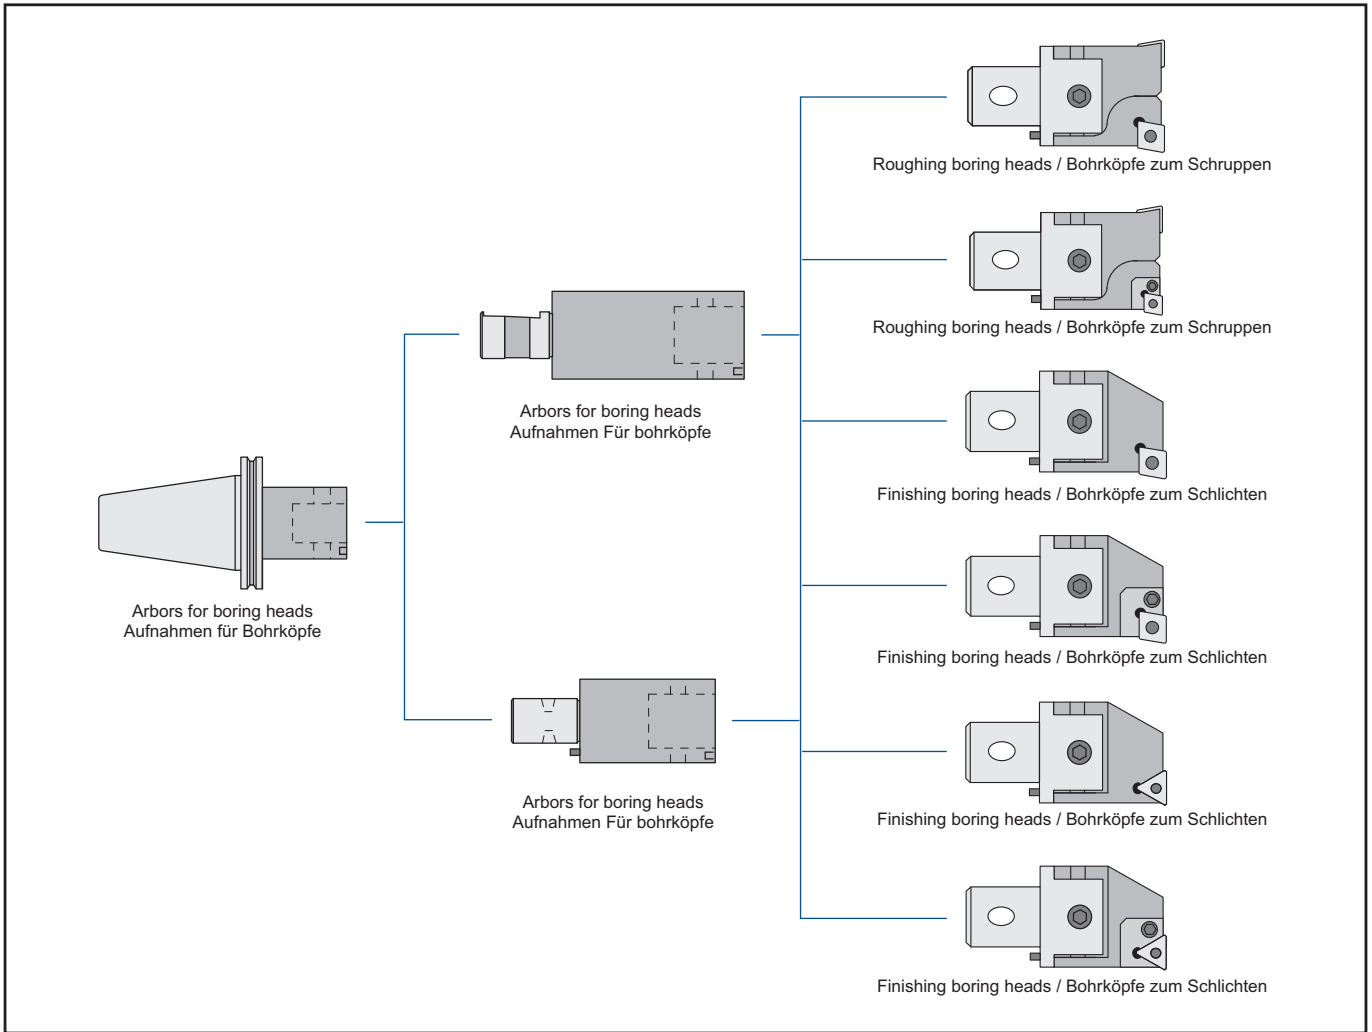 Roughing boring heads / Bohrköpfe zum Schruppen
Roughing boring heads / Bohrköpfe zum Schruppen
Arbors for boring heads
Aufnahmen Für bohrköpfe
Finishing boring heads / Bohrköpfe zum Schlichten
Arbors for boring heads
Aufnahmen für Bohrköpfe
Finishing boring heads / Bohrköpfe zum Schlichten
Arbors for boring heads
Aufnahmen Für bohrköpfe
Finishing boring heads / Bohrköpfe zum Schlichten
Finishing boring heads / Bohrköpfe zum Schlichten